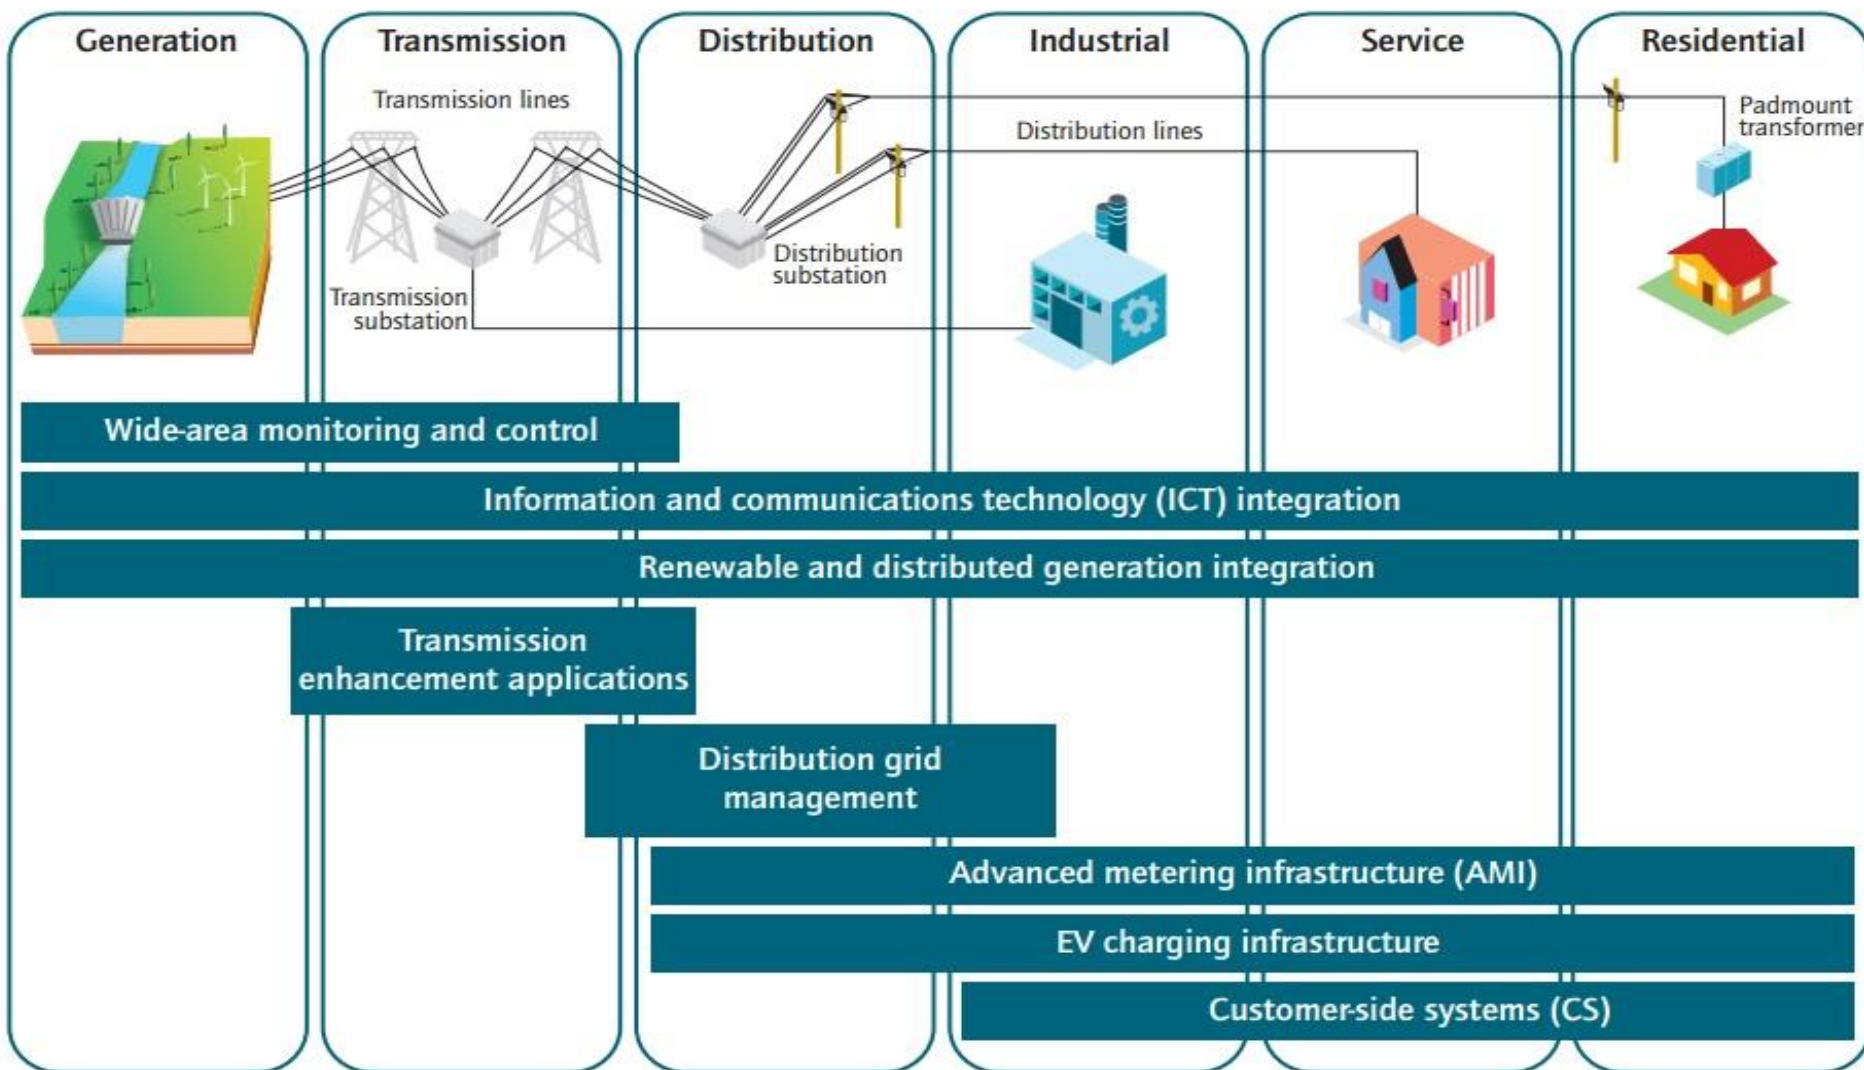 Generation
Transmission
Distribution
Industrial
Service
Residential
Transmission lines
Distribution lines
Padmount
transformer
Distribution
substation
Transmission
substation
Wide-area monitoring and control
Information and communications technology (ICT) integration
Renewable and distributed generation integration
Transmission
enhancement applications
Distribution grid
management
Advanced metering infrastructure (AMI)
EV charging infrastructure
Customer-side systems (CS)